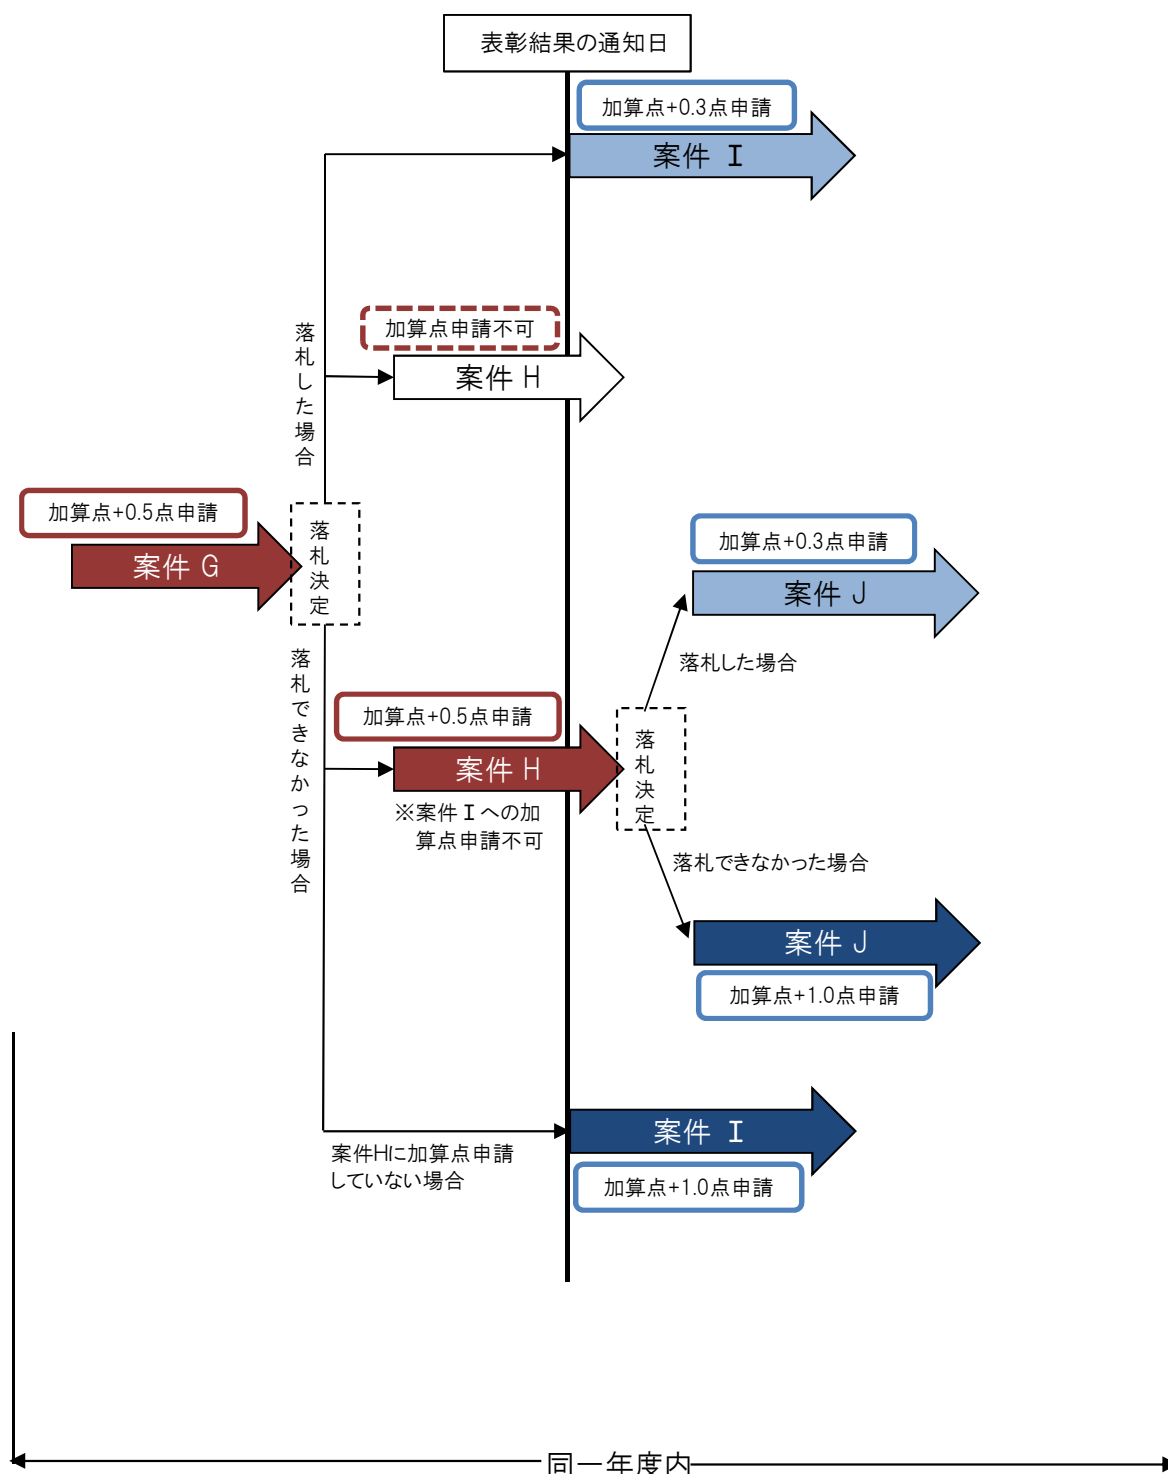 表彰結果の通知日
加算点+0.3点申請
案件 Ⅰ
加算点申請不可
案件 H
落札した場合
加算点+0.5点申請
案件 G
落札決定
加算点+0.3点申請
案件 J
落札した場合
落札できなかった場合
加算点+0.5点申請
案件 H
※案件Ⅰへの加
算点申請不可
落札決定
落札できなかった場合
案件 J
加算点+1.0点申請
案件 Ⅰ
案件Hに加算点申請
していない場合
加算点+1.0点申請
同一年度内